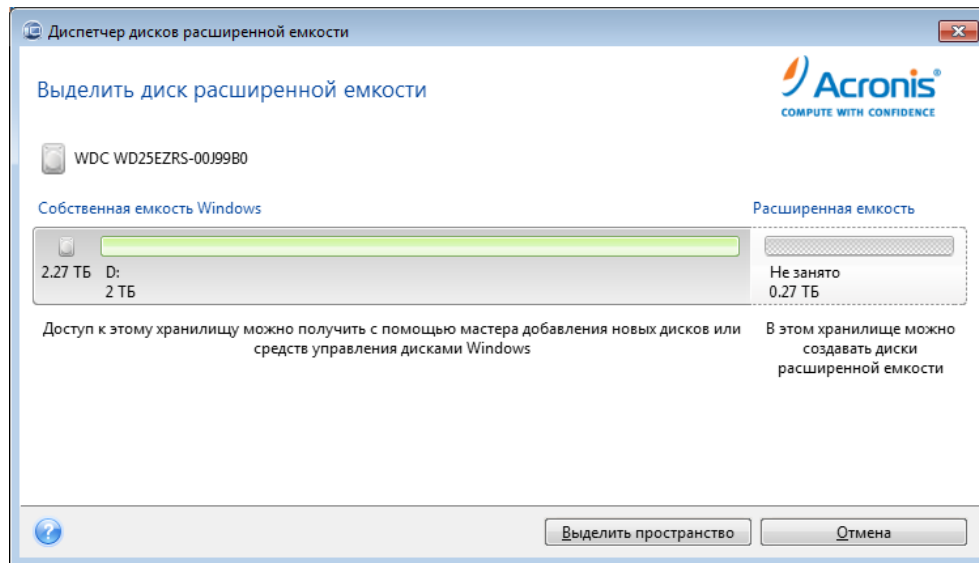 Диспетчер дисков расширенной емкости
Выделить диск расширенной емкости
Acronis®
COMPUTE WITH CONFIDENCE
WDC WD25EZRS-00J99B0
Собственная емкость Windows
Расширенная емкость
2.27 ТБ
D:
2 ТБ
Не занято
0.27 ТБ
Доступ к этому хранилищу можно получить с помощью мастера добавления новых дисков или
средств управления дисками Windows
В этом хранилище можно
создавать диски
расширенной емкости
?
Выделить пространство
Отмена